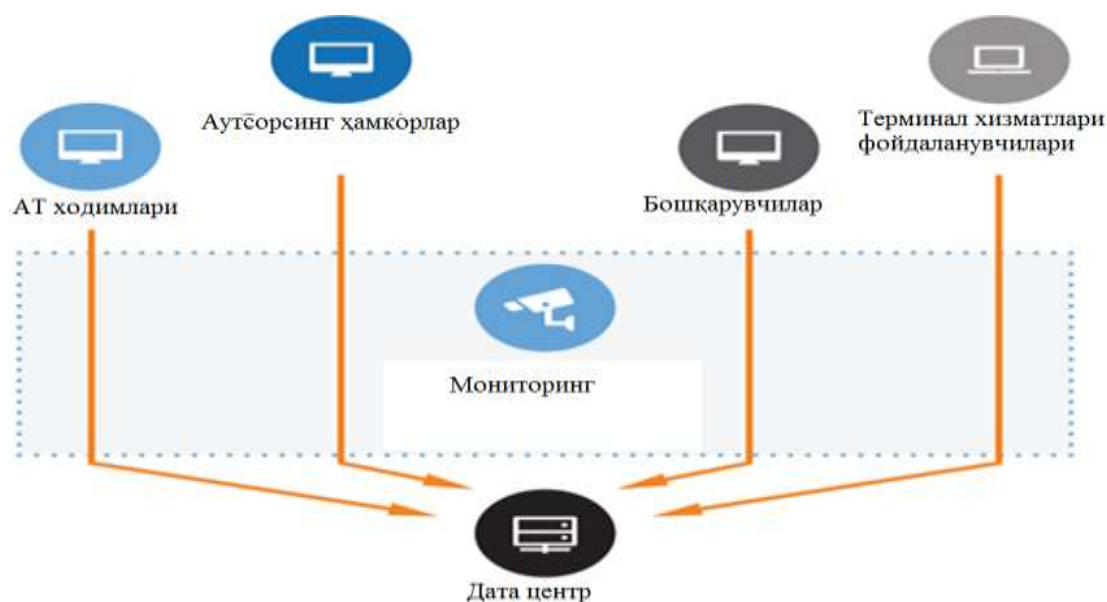 Аутсорсинг ҳамкорлар
Терминал хизматлари
фойдаланувчилари
АТ ходимлари
Бошқарувчилар
Мониторинг
Дата центр